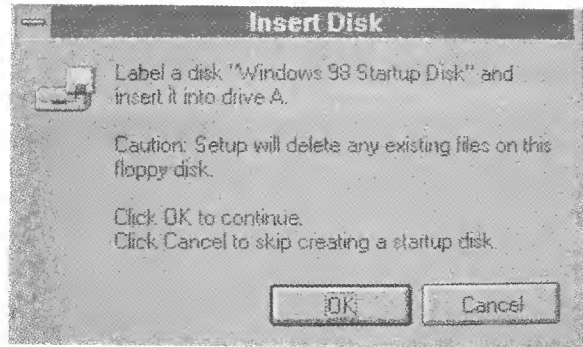 Insert Disk
Label a disk "Windows 98 Startup Disk" and
insert it into drive A.
Caution: Setup will delete any existing files on this
floppy disk.
Click OK to continue.
Click Cancel to skip creating a startup disk.
OK
Cancel